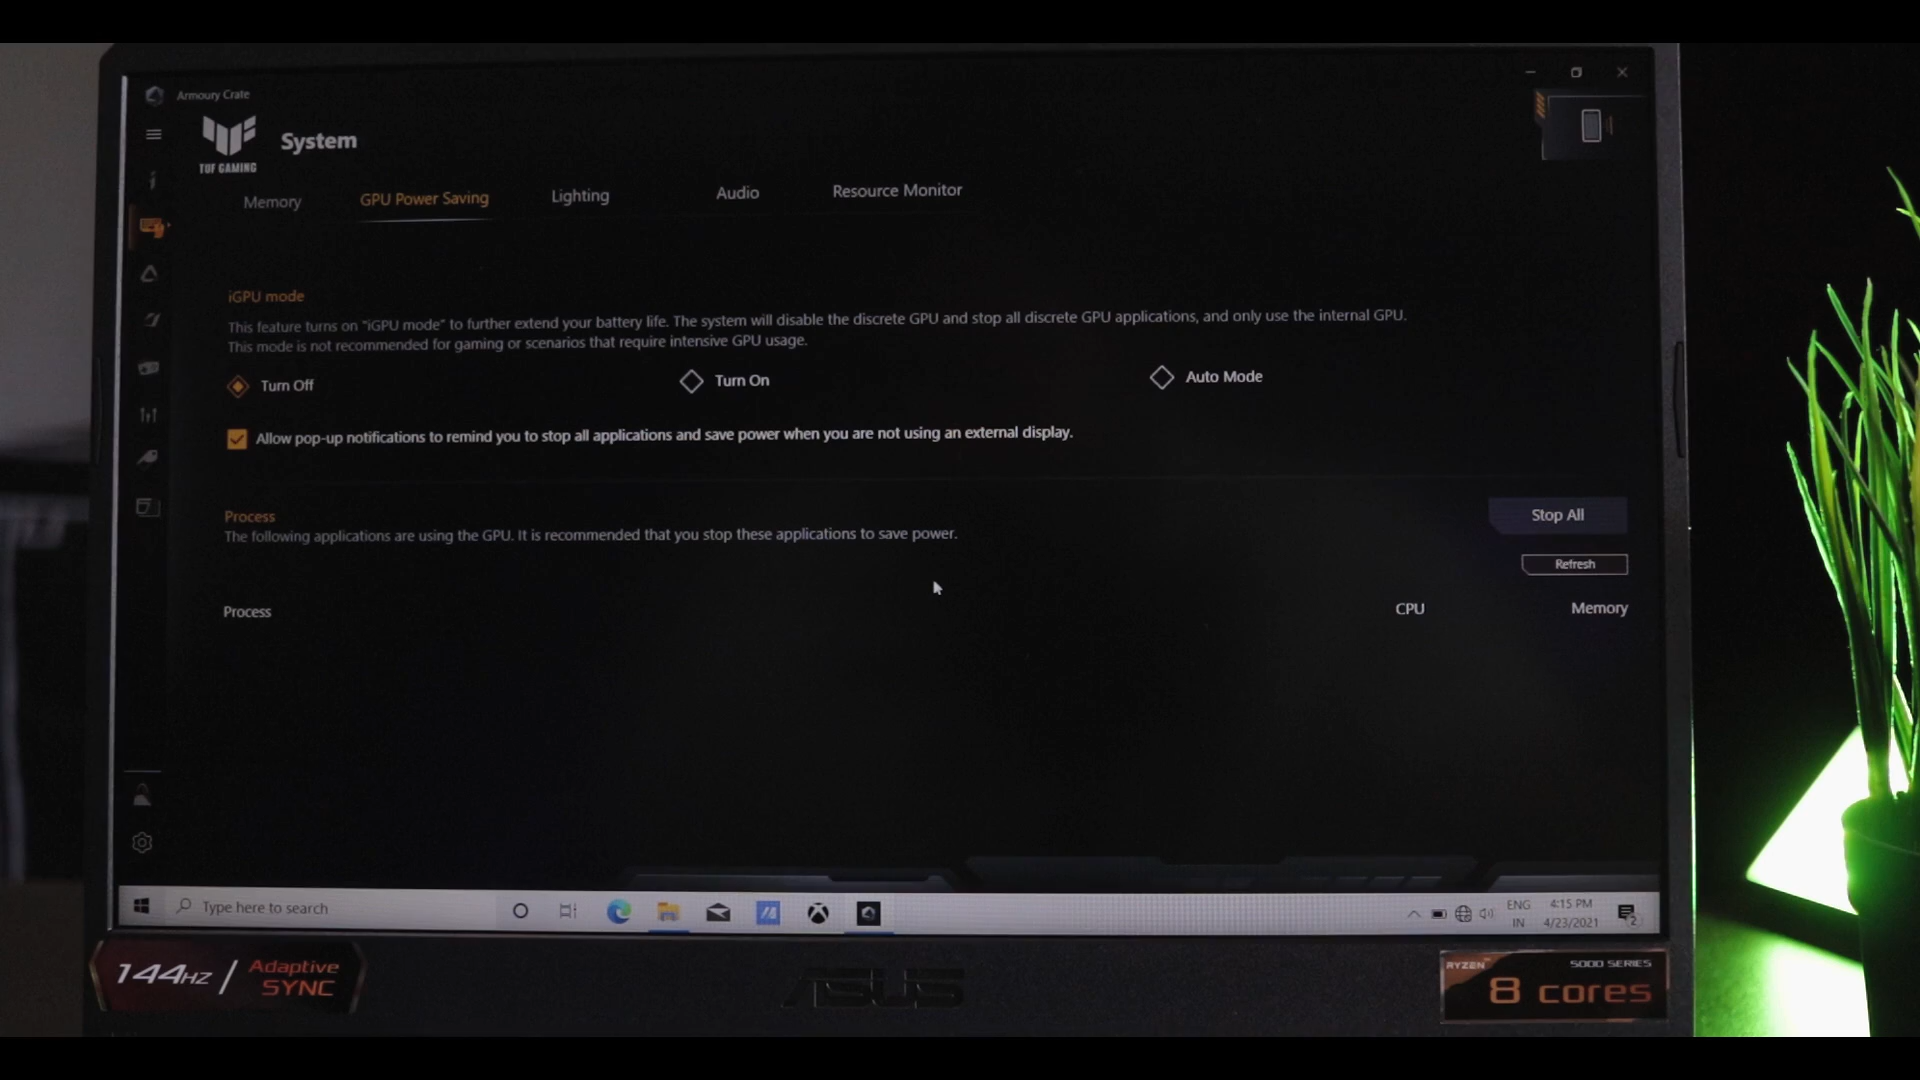 Armoury Crate
TUF GAMING
System
Memory GPU Power Saving Lighting Audio Resource Monitor
iGPU mode
This feature turns on "iGPU mode" to further extend your battery life. The system will disable the discrete GPU and stop all discrete GPU applications, and only use the internal GPU.
This mode is not recommended for gaming or scenarios that require intensive GPU usage.
Turn Off Turn On Auto Mode
Allow pop-up notifications to remind you to stop all applications and save power when you are not using an external display.
Process
Stop All
The following applications are using the GPU. It is recommended that you stop these applications to save power.
Refresh
Process CPU Memory
Type here to search
ENG 4:15 PM
IN 4/23/2021
2
144Hz / Adaptive SYNC
ASUS
RYZEN 5000 SERIES
8 cores